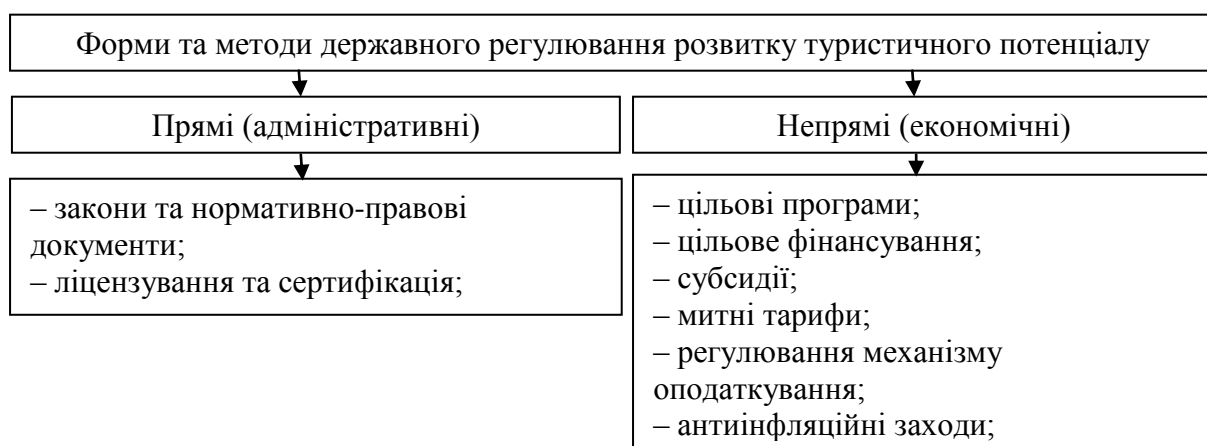 Форми та методи державного регулювання розвитку туристичного потенціалу
Прямі (адміністративні)
Непрямі (економічні)
– закони та нормативно-правові
документи;
– ліцензування та сертифікація;
– цільові програми;
– цільове фінансування;
– субсидії;
– митні тарифи;
– регулювання механізму
оподаткування;
– антиінфляційні заходи;